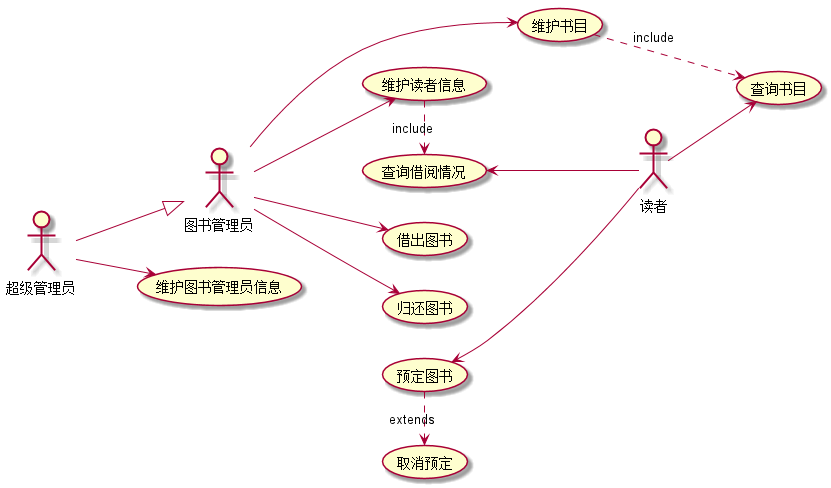 维护书目
include
维护读者信息
查询书目
include
查询借阅情况
读者
图书管理员
借出图书
超级管理员
维护图书管理员信息
归还图书
预定图书
extends
取消预定